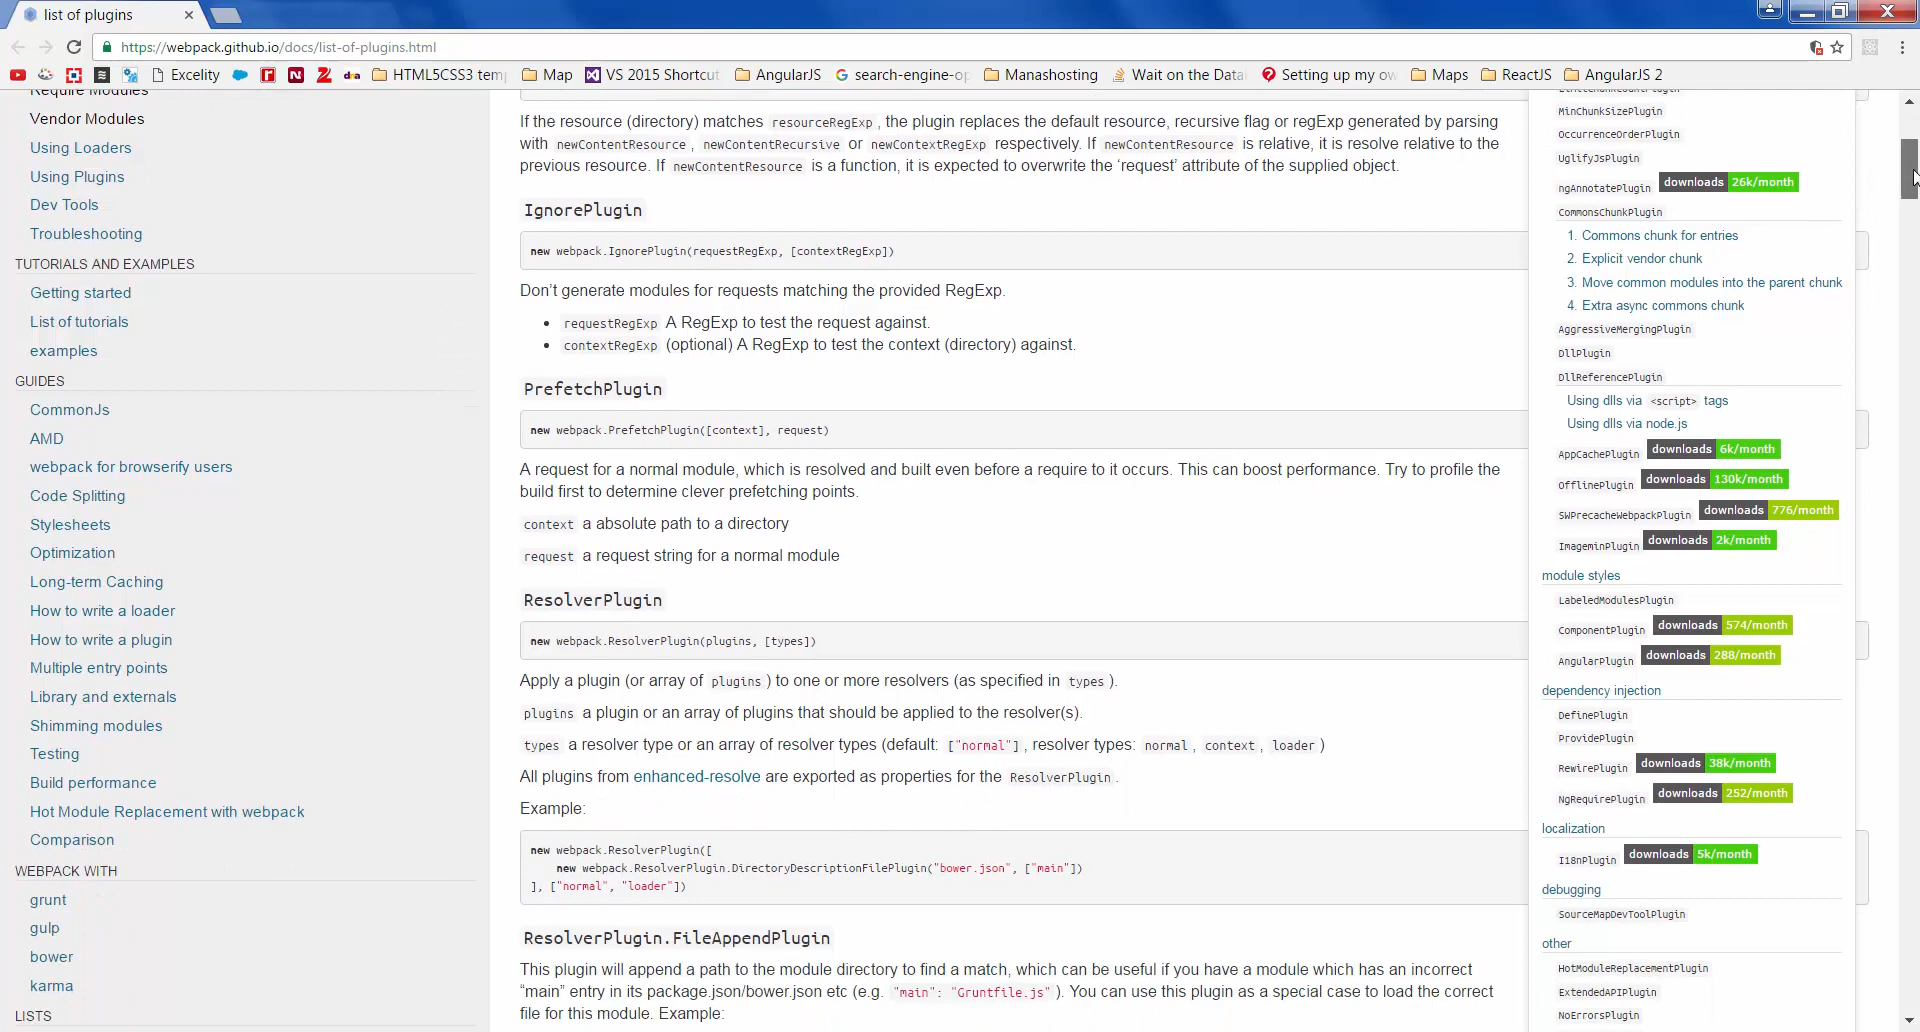 list of plugins
https://webpack.github.io/docs/list-of-plugins.html
Excelity
HTML5CSS3 tem
Map
VS 2015 Shortcut
AngularJS
search-engine-op
Manashosting
Wait on the Data
Setting up my ow
Maps
ReactJS
AngularJS 2
Require Modules
Vendor Modules
Using Loaders
Using Plugins
Dev Tools
Troubleshooting
TUTORIALS AND EXAMPLES
Getting started
List of tutorials
examples
GUIDES
CommonJs
AMD
webpack for browserify users
Code Splitting
Stylesheets
Optimization
Long-term Caching
How to write a loader
How to write a plugin
Multiple entry points
Library and externals
Shimming modules
Testing
Build performance
Hot Module Replacement with webpack
Comparison
WEBPACK WITH
grunt
gulp
bower
karma
LISTS
If the resource (directory) matches resourceRegExp, the plugin replaces the default resource, recursive flag or regExp generated by parsing
with newContentResource, newContentRecursive or newContextRegExp respectively. If newContentResource is relative, it is resolve relative to the
previous resource. If newContentResource is a function, it is expected to overwrite the ‘request’ attribute of the supplied object.
IgnorePlugin
new webpack.IgnorePlugin(requestRegExp, [contextRegExp])
Don’t generate modules for requests matching the provided RegExp.
• requestRegExp A RegExp to test the request against.
• contextRegExp (optional) A RegExp to test the context (directory) against.
PrefetchPlugin
new webpack.PrefetchPlugin([context], request)
A request for a normal module, which is resolved and built even before a require to it occurs. This can boost performance. Try to profile the
build first to determine clever prefetching points.
context a absolute path to a directory
request a request string for a normal module
ResolverPlugin
new webpack.ResolverPlugin(plugins, [types])
Apply a plugin (or array of plugins) to one or more resolvers (as specified in types).
plugins a plugin or an array of plugins that should be applied to the resolver(s).
types a resolver type or an array of resolver types (default: ["normal"], resolver types: normal, context, loader)
All plugins from enhanced-resolve are exported as properties for the ResolverPlugin.
Example:
new webpack.ResolverPlugin([
new webpack.ResolverPlugin.DirectoryDescriptionFilePlugin("bower.json", ["main"])
], ["normal", "loader"])
ResolverPlugin.FileAppendPlugin
This plugin will append a path to the module directory to find a match, which can be useful if you have a module which has an incorrect
“main” entry in its package.json/bower.json etc (e.g. "main": "Gruntfile.js"). You can use this plugin as a special case to load the correct
file for this module. Example:
MinChunkSizePlugin
OccurrenceOrderPlugin
UglifyJsPlugin
ngAnnotatePlugin downloads 26k/month
CommonsChunkPlugin
1. Commons chunk for entries
2. Explicit vendor chunk
3. Move common modules into the parent chunk
4. Extra async commons chunk
AggressiveMergingPlugin
DllPlugin
DllReferencePlugin
Using dlls via <script> tags
Using dlls via node.js
AppCachePlugin downloads 6k/month
OfflinePlugin downloads 130k/month
SWPrecacheWebpackPlugin downloads 776/month
ImageminPlugin downloads 2k/month
module styles
LabeledModulesPlugin
ComponentPlugin downloads 574/month
AngularPlugin downloads 288/month
dependency injection
DefinePlugin
ProvidePlugin
RewirePlugin downloads 38k/month
NgRequirePlugin downloads 252/month
localization
I18nPlugin downloads 5k/month
debugging
SourceMapDevToolPlugin
other
HotModuleReplacementPlugin
ExtendedAPIPlugin
NoErrorsPlugin